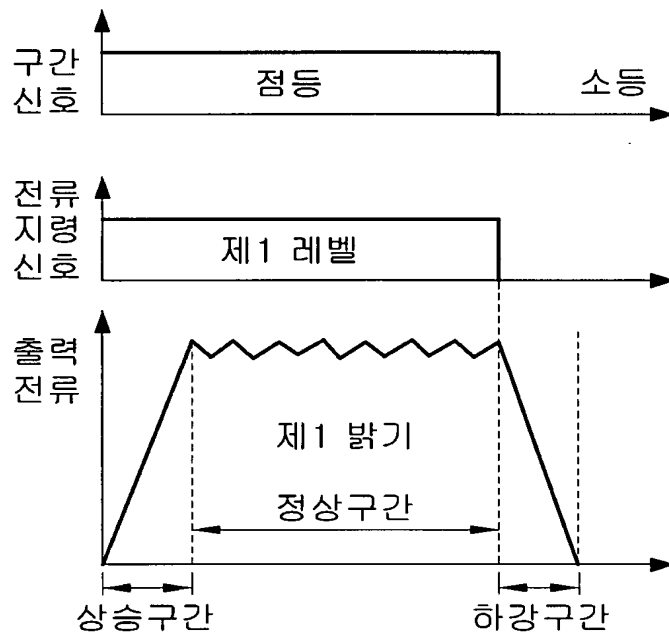 구간
신호
점등
소등
전류
지령
신호
제1 레벨
출력
전류
제1 밝기
정상구간
상승구간
하강구간